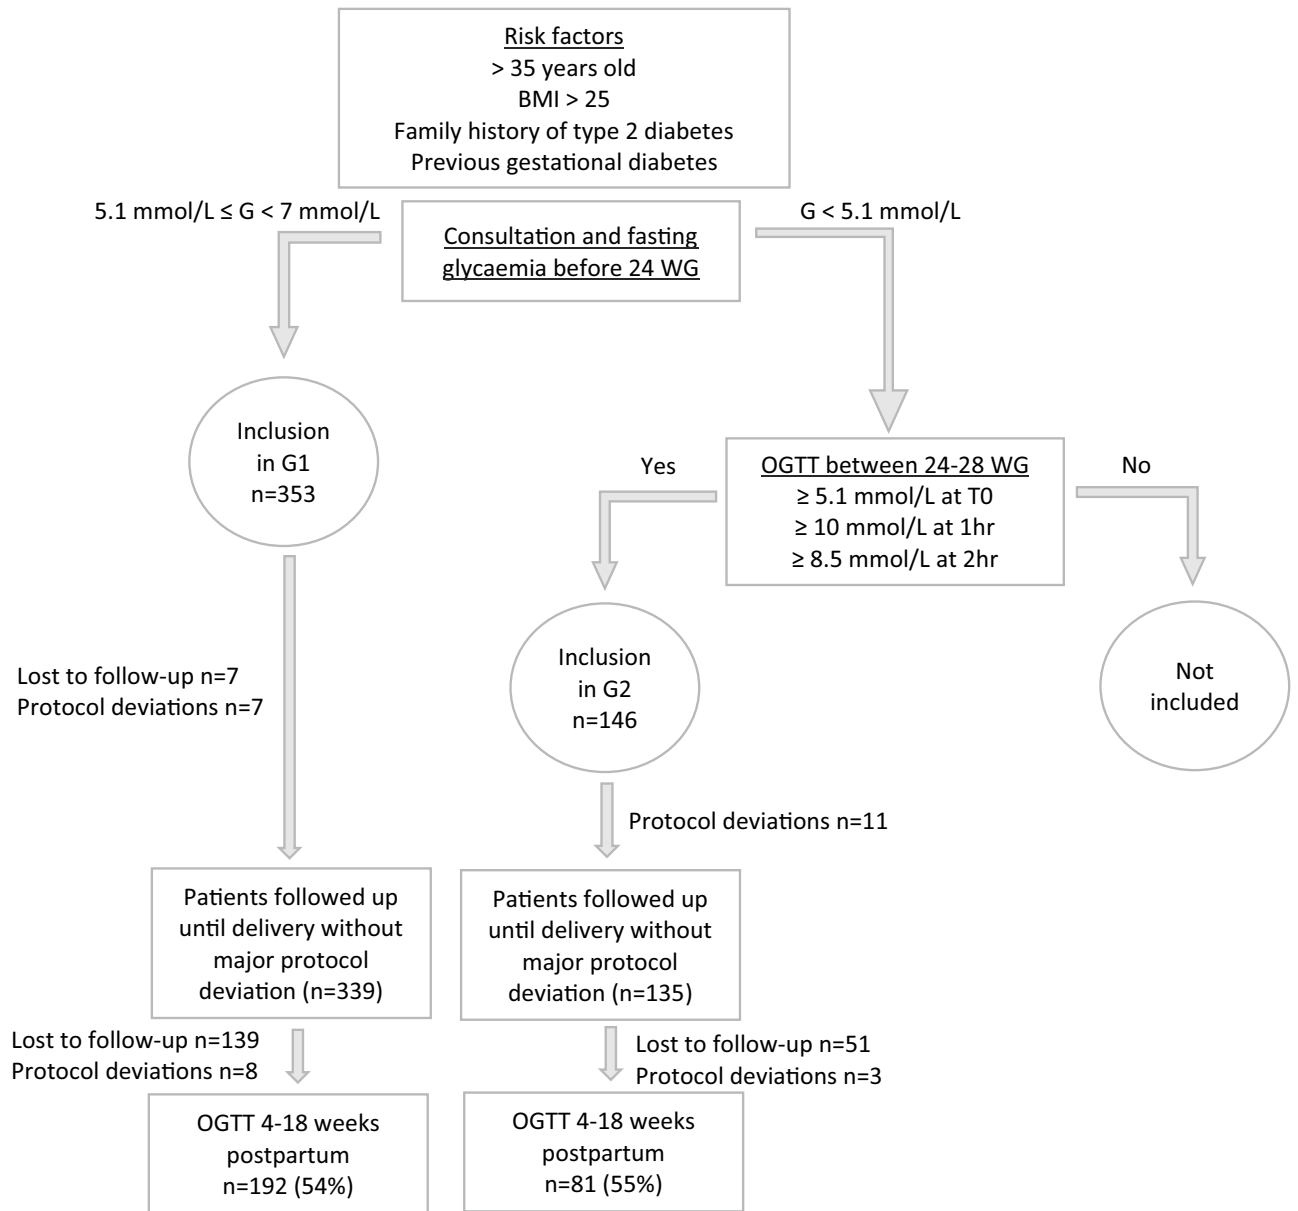 Risk factors
> 35 years old
BMI > 25
Family history of type 2 diabetes
Previous gestational diabetes
5.1 mmol/L ≤ G < 7 mmol/L
G < 5.1 mmol/L
Consultation and fasting
glycaemia before 24 WG
Inclusion
in G1
n=353
Yes
OGTT between 24-28 WG
≥ 5.1 mmol/L at T0
≥ 10 mmol/L at 1hr
≥ 8.5 mmol/L at 2hr
No
Lost to follow-up n=7
Protocol deviations n=7
Inclusion
in G2
n=146
Not
included
Protocol deviations n=11
Patients followed up
until delivery without
major protocol
deviation (n=339)
Patients followed up
until delivery without
major protocol
deviation (n=135)
Lost to follow-up n=139
Protocol deviations n=8
Lost to follow-up n=51
Protocol deviations n=3
OGTT 4-18 weeks
postpartum
n=192 (54%)
OGTT 4-18 weeks
postpartum
n=81 (55%)